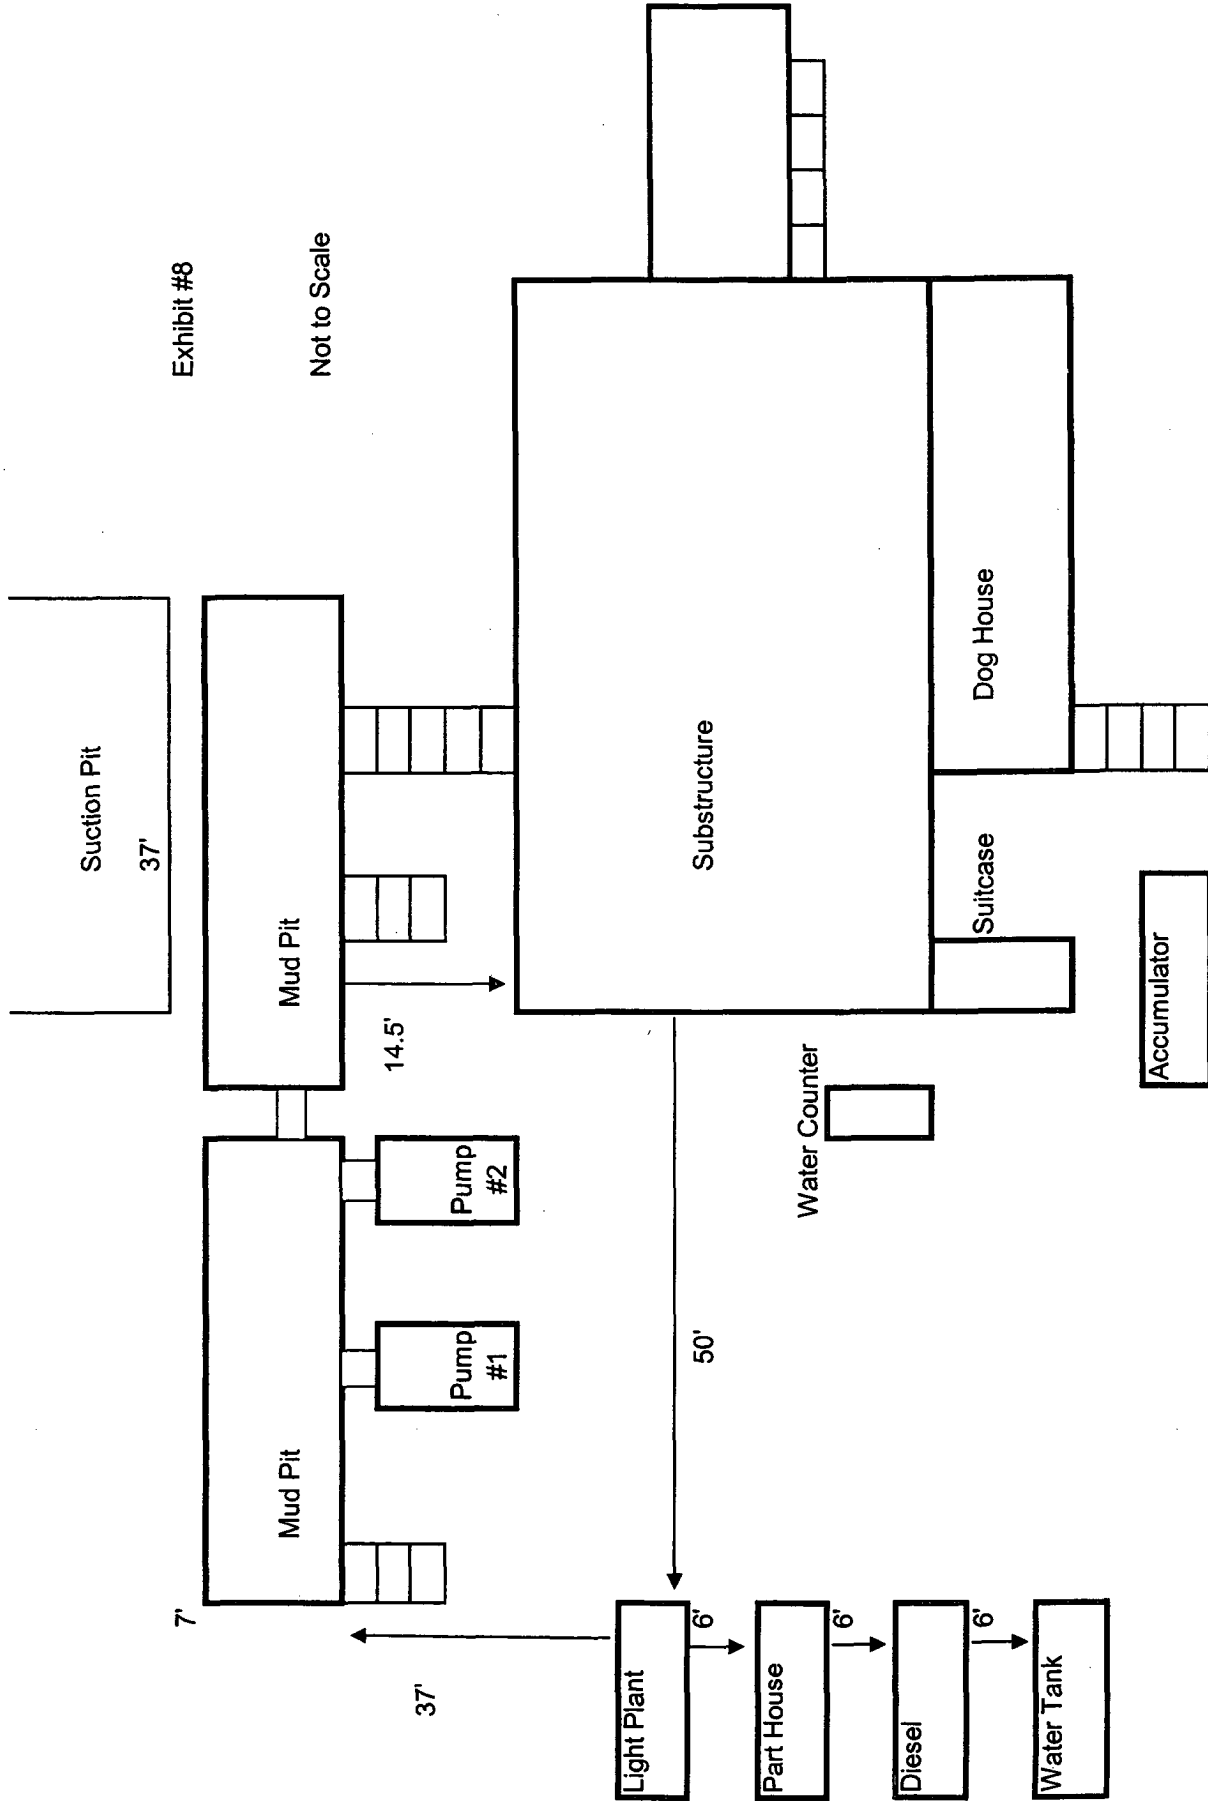 Exhibit #8
Not to Scale
Suction Pit
37'
7'
Mud Pit
Mud Pit
14.5'
Pump
#1
Pump
#2
37'
50'
Substructure
Water Counter
Suitcase
Dog House
Accumulator
Light Plant
6'
Part House
6'
Diesel
6'
Water Tank